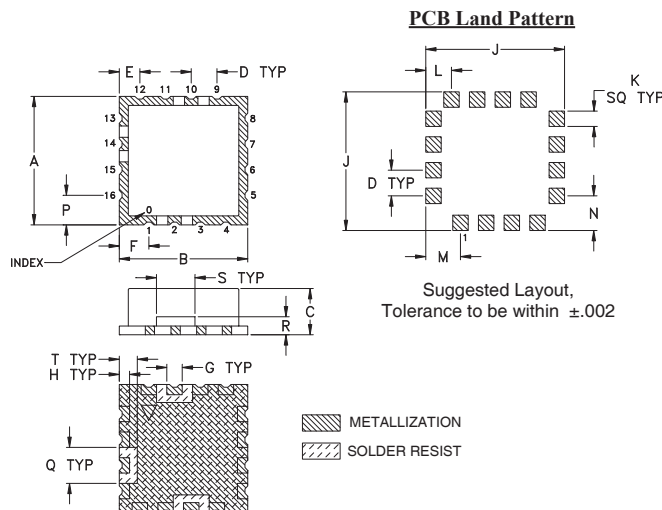 PCB Land Pattern
E
D TYP
12 11 10 9
13
14
15
16
8
7
6
5
A
P
0
1 2 3 4
F
B
INDEX
J
L
K
SQ TYP
J
D TYP
N
M
1
Suggested Layout,
Tolerance to be within ±.002
S TYP
C
R
T TYP
H TYP
G TYP
Q TYP
METALLIZATION
SOLDER RESIST